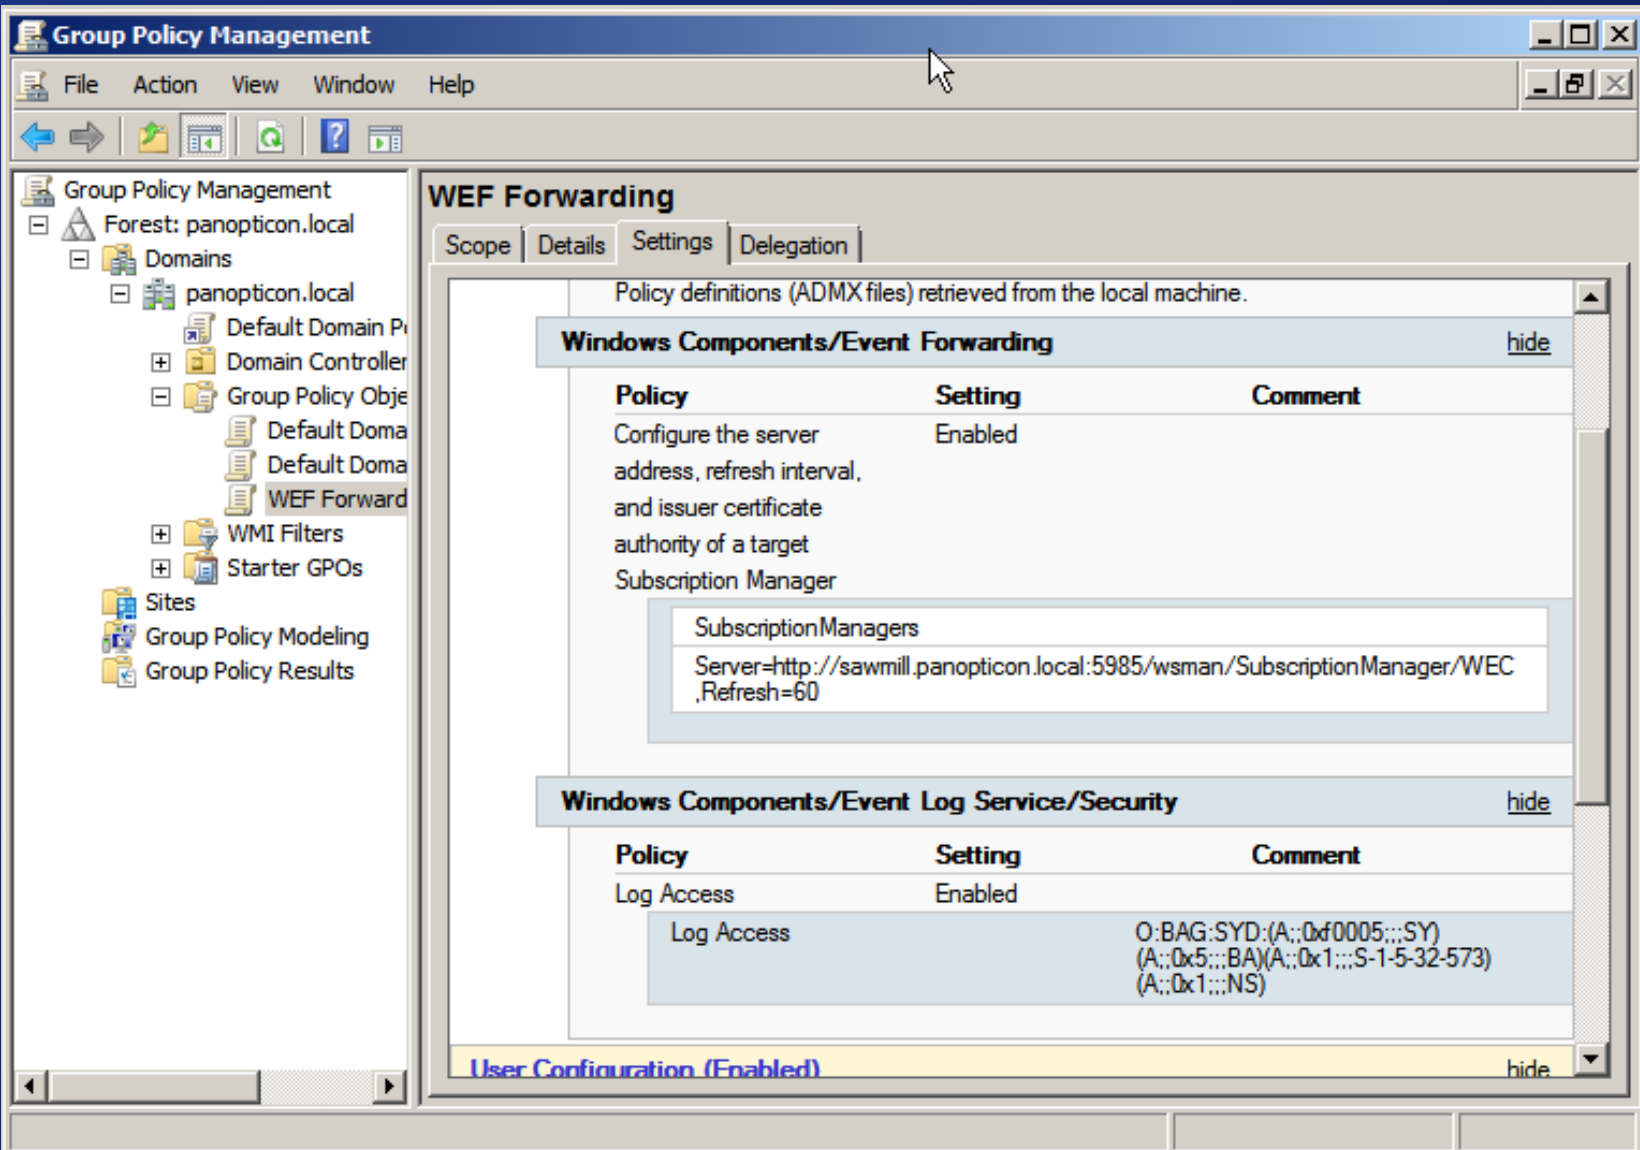 Group Policy Management
File Action View Window Help
Group Policy Management
Forest: panopticon.local
Domains
panopticon.local
Default Domain P
Domain Controller
Group Policy Obje
Default Doma
Default Doma
WEF Forward
WMI Filters
Starter GPOs
Sites
Group Policy Modeling
Group Policy Results
WEF Forwarding
Scope Details Settings Delegation
Policy definitions (ADMX files) retrieved from the local machine.
Windows Components/Event Forwarding hide
Policy Setting Comment
Configure the server Enabled
address, refresh interval,
and issuer certificate
authority of a target
Subscription Manager
SubscriptionManagers
Server=http://sawmill.panopticon.local:5985/wsman/SubscriptionManager/WEC
,Refresh=60
Windows Components/Event Log Service/Security hide
Policy Setting Comment
Log Access Enabled
Log Access O:BAG:SYD:(A;;0xf0005;;;SY)
(A;;0x5;;;BA)(A;;0x1;;;S-1-5-32-573)
(A;;0x1;;;NS)
User Configuration (Enabled) hide